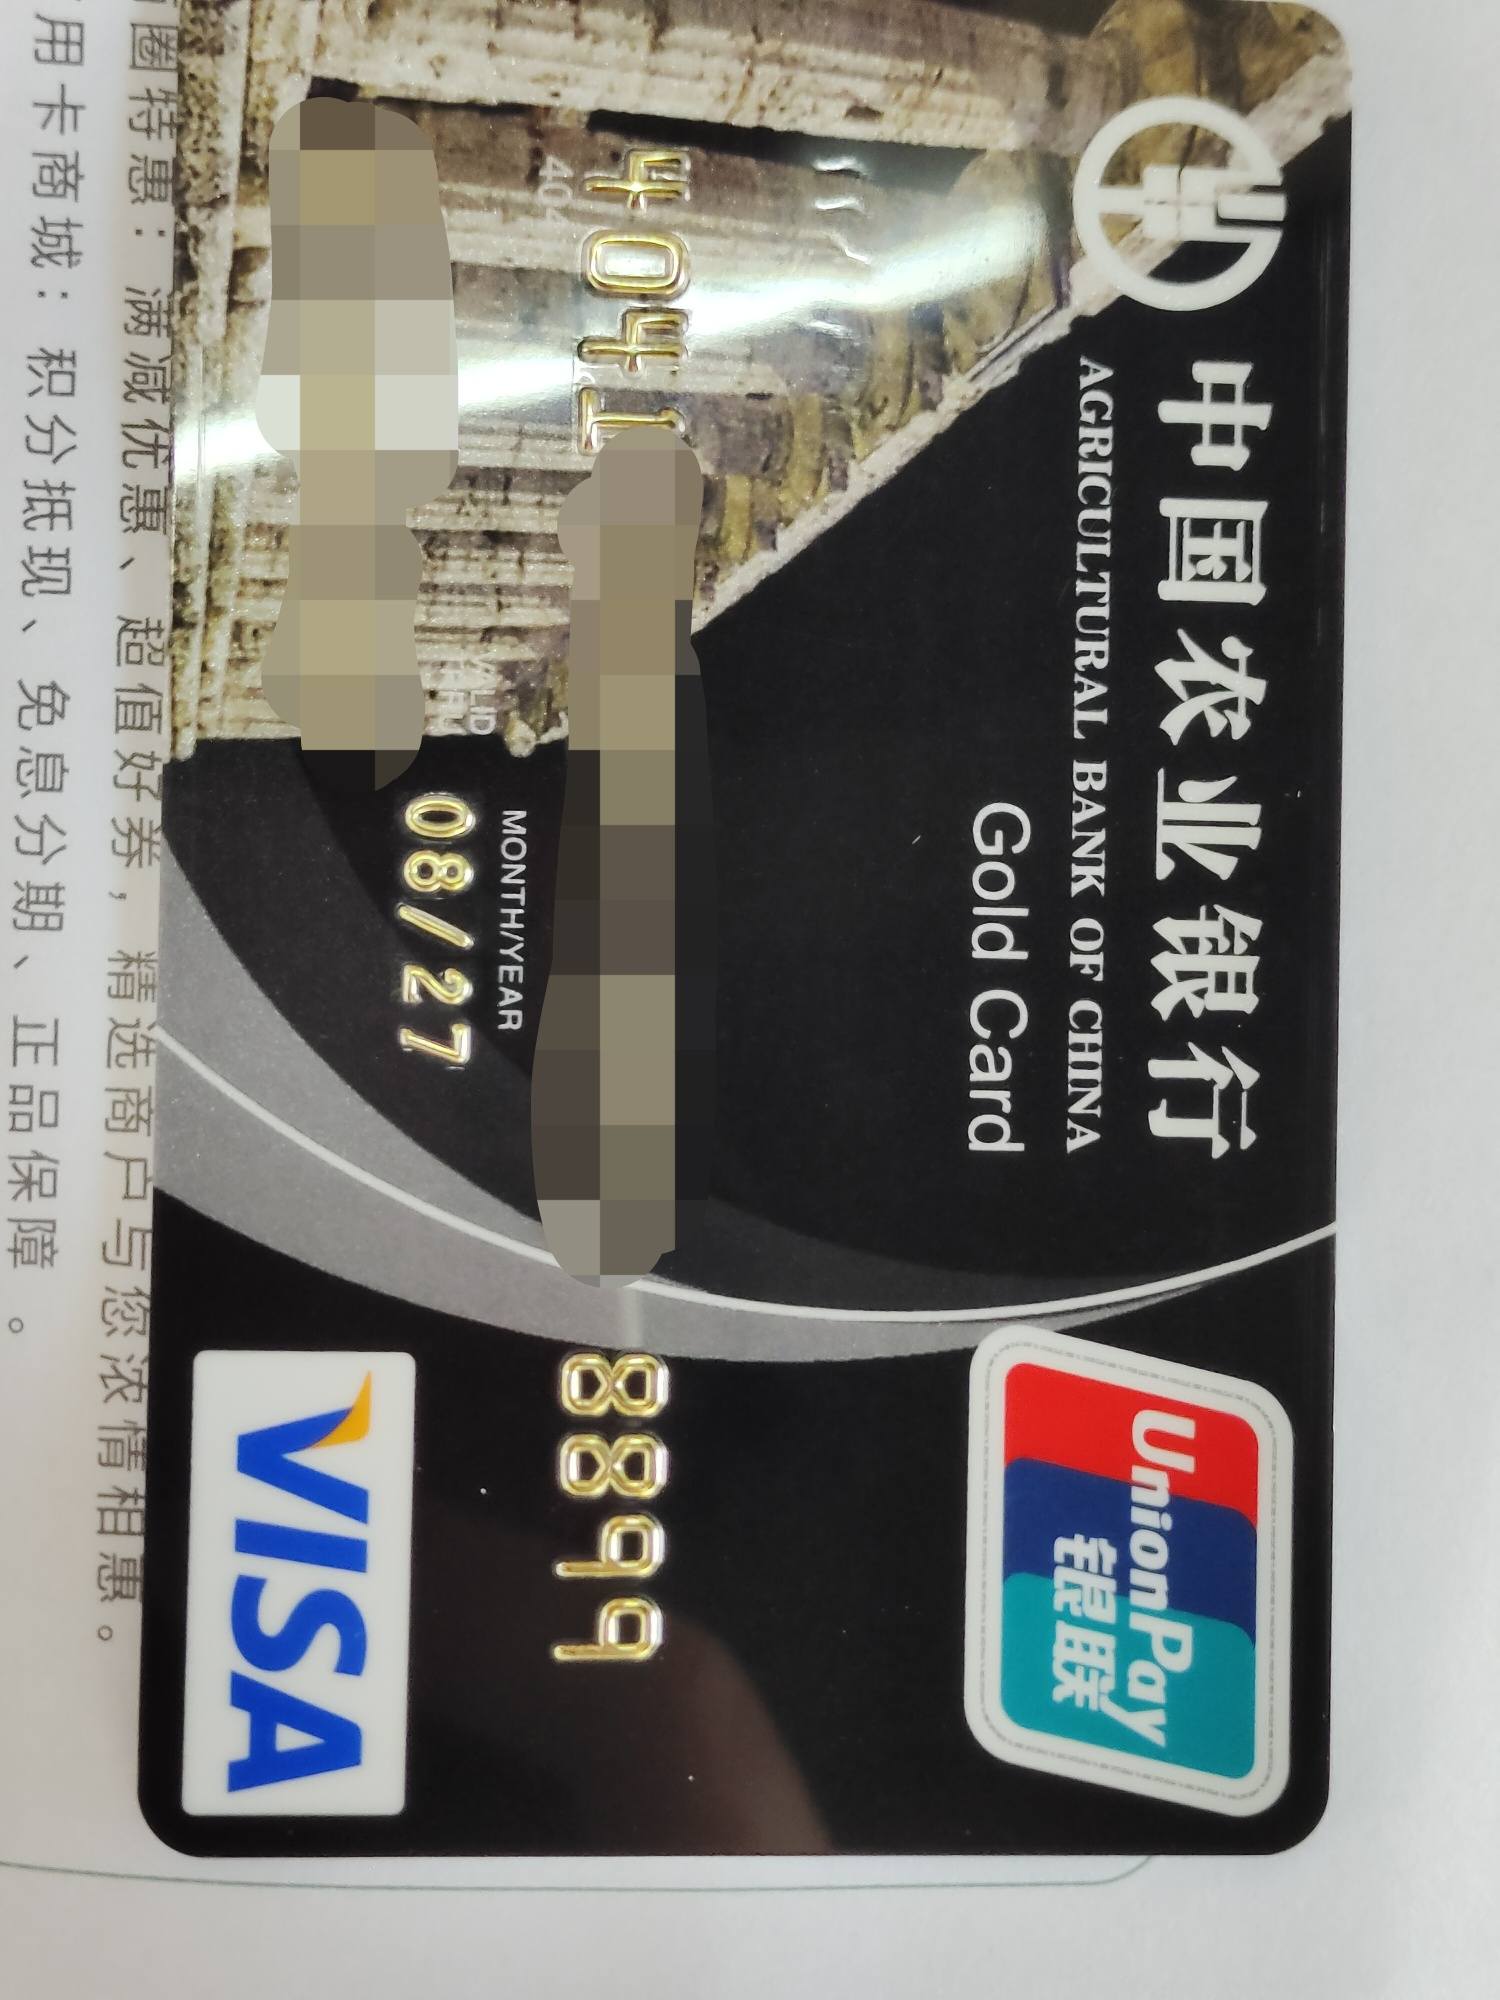 中国农业银行
AGRICULTURAL BANK OF CHINA
Gold Card
UnionPay
银联
4041
8899
404
MONTH/YEAR
VALID
THRU
08/27
VISA
圈特惠：满减优惠、超值好券，精选商户与您浓情相惠。
用卡商城：积分抵现、免息分期、正品保障。